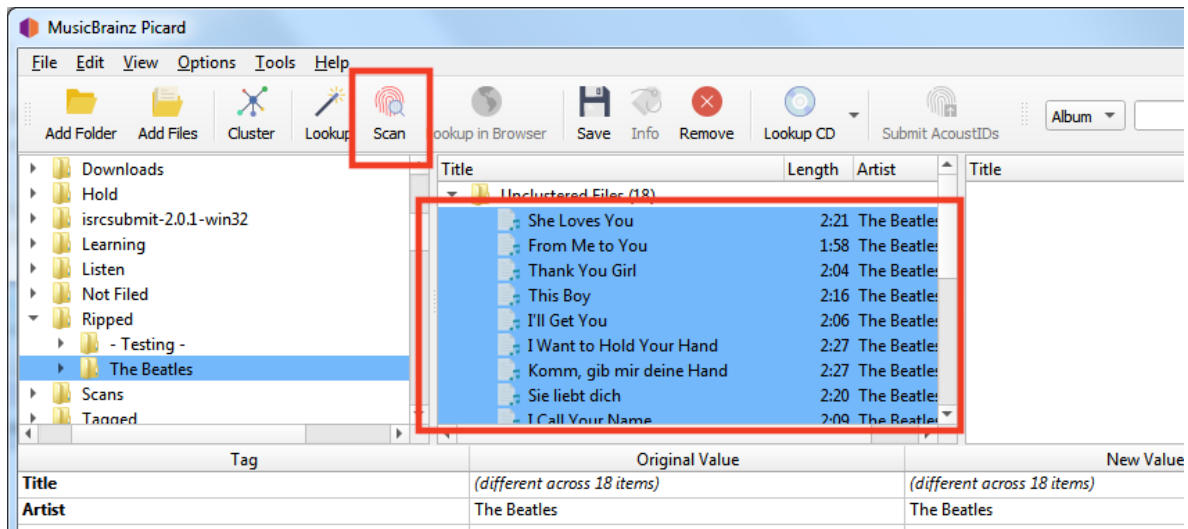 MusicBrainz Picard
File Edit View Options Tools Help
Add Folder Add Files Cluster Lookup Scan ookup in Browser Save Info Remove Lookup CD Submit AcoustIDs Album
Downloads
Hold
isrcsubmit-2.0.1-win32
Learning
Listen
Not Filed
Ripped
- Testing -
The Beatles
Scans
Tagged
Title Length Artist
Unclustered Files (18)
She Loves You 2:21 The Beatles
From Me to You 1:58 The Beatles
Thank You Girl 2:04 The Beatles
This Boy 2:16 The Beatles
I'll Get You 2:06 The Beatles
I Want to Hold Your Hand 2:27 The Beatles
Komm, gib mir deine Hand 2:27 The Beatles
Sie liebt dich 2:20 The Beatles
I Call Your Name 2:09 The Beatles
Title
Tag Original Value New Value
Title (different across 18 items) (different across 18 items)
Artist The Beatles The Beatles